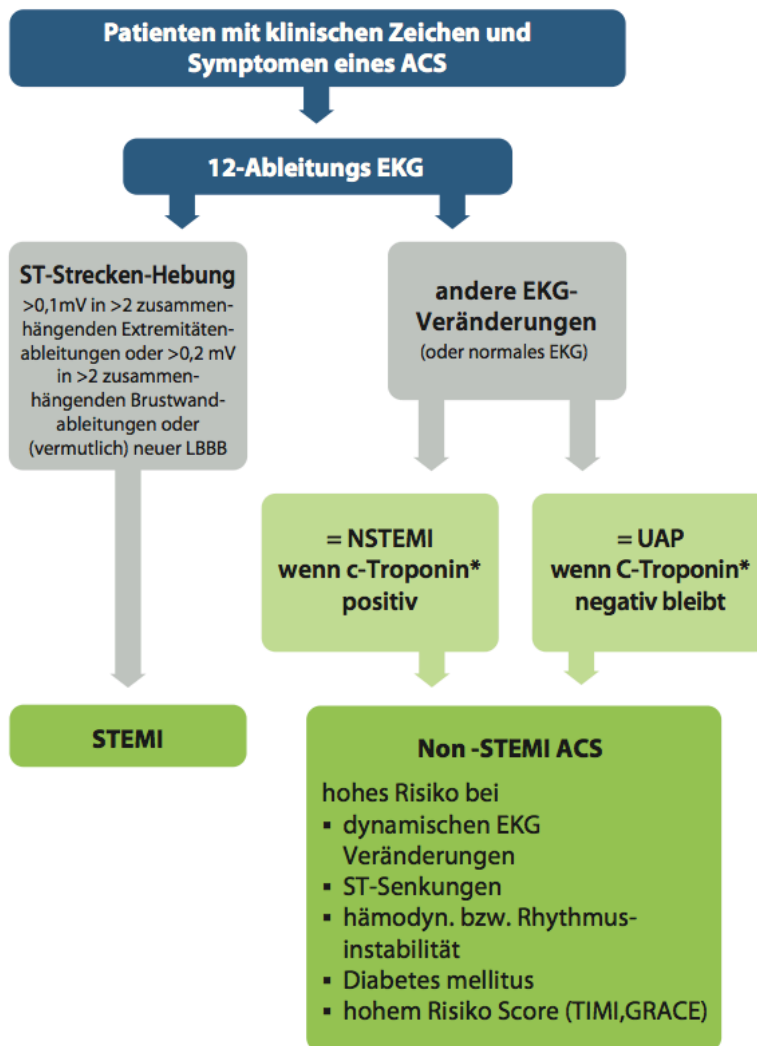 Patienten mit klinischen Zeichen und
Symptomen eines ACS
12-Ableitungs EKG
ST-Strecken-Hebung
>0,1mV in >2 zusammen-
hängenden Extremitäten-
ableitungen oder >0,2 mV
in >2 zusammen-
hängenden Brustwand-
ableitungen oder
(vermutlich) neuer LBBB
andere EKG-
Veränderungen
(oder normales EKG)
= NSTEMI
wenn c-Troponin*
positiv
= UAP
wenn C-Troponin*
negativ bleibt
STEMI
Non -STEMI ACS
hohes Risiko bei
▪ dynamischen EKG
Veränderungen
▪ ST-Senkungen
▪ hämodyn. bzw. Rhythmus-
instabilität
▪ Diabetes mellitus
▪ hohem Risiko Score (TIMI,GRACE)